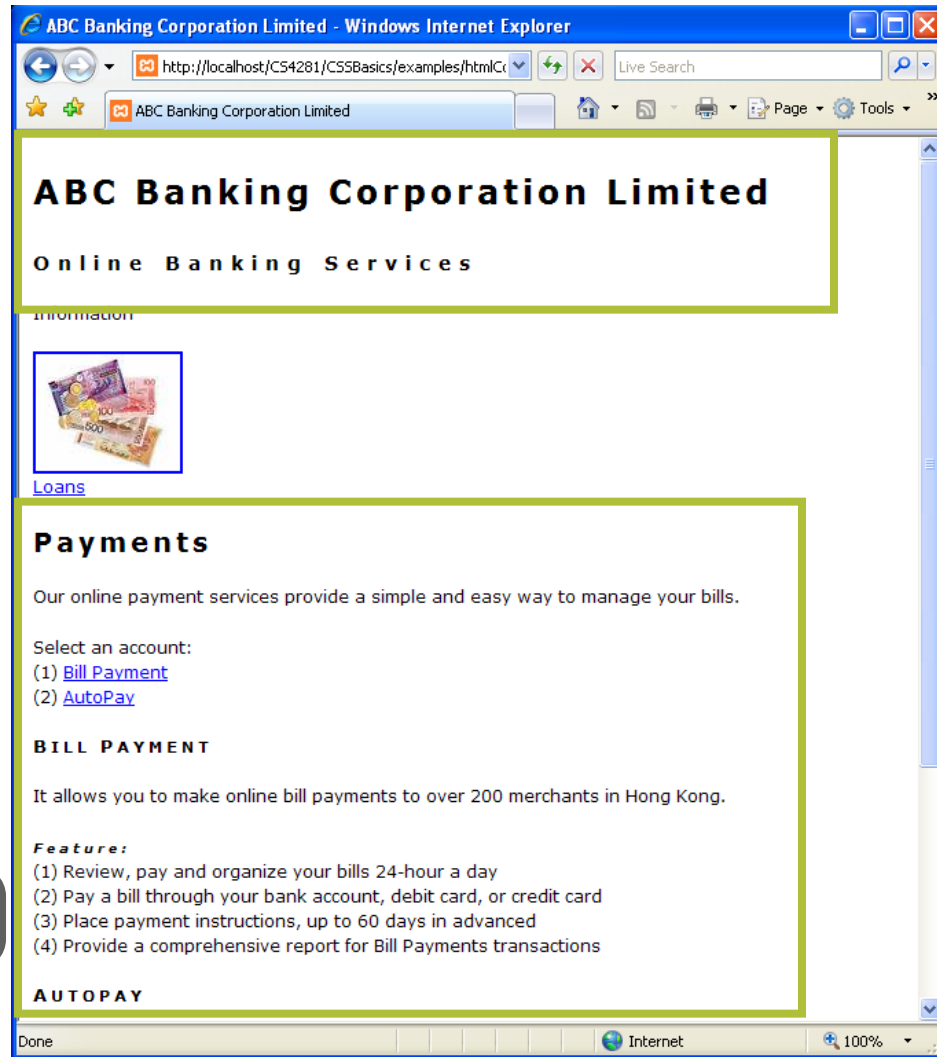 ABC Banking Corporation Limited - Windows Internet Explorer
http://localhost/CS4281/CSSBasics/examples/htmlCo
Live Search
ABC Banking Corporation Limited
Page
Tools
»
ABC Banking Corporation Limited
Online Banking Services
Information
100
100
500
Loans
Payments
Our online payment services provide a simple and easy way to manage your bills.
Select an account:
(1) Bill Payment
(2) AutoPay
BILL PAYMENT
It allows you to make online bill payments to over 200 merchants in Hong Kong.
Feature:
(1) Review, pay and organize your bills 24-hour a day
(2) Pay a bill through your bank account, debit card, or credit card
(3) Place payment instructions, up to 60 days in advanced
(4) Provide a comprehensive report for Bill Payments transactions
AUTOPAY
Done
Internet
100%